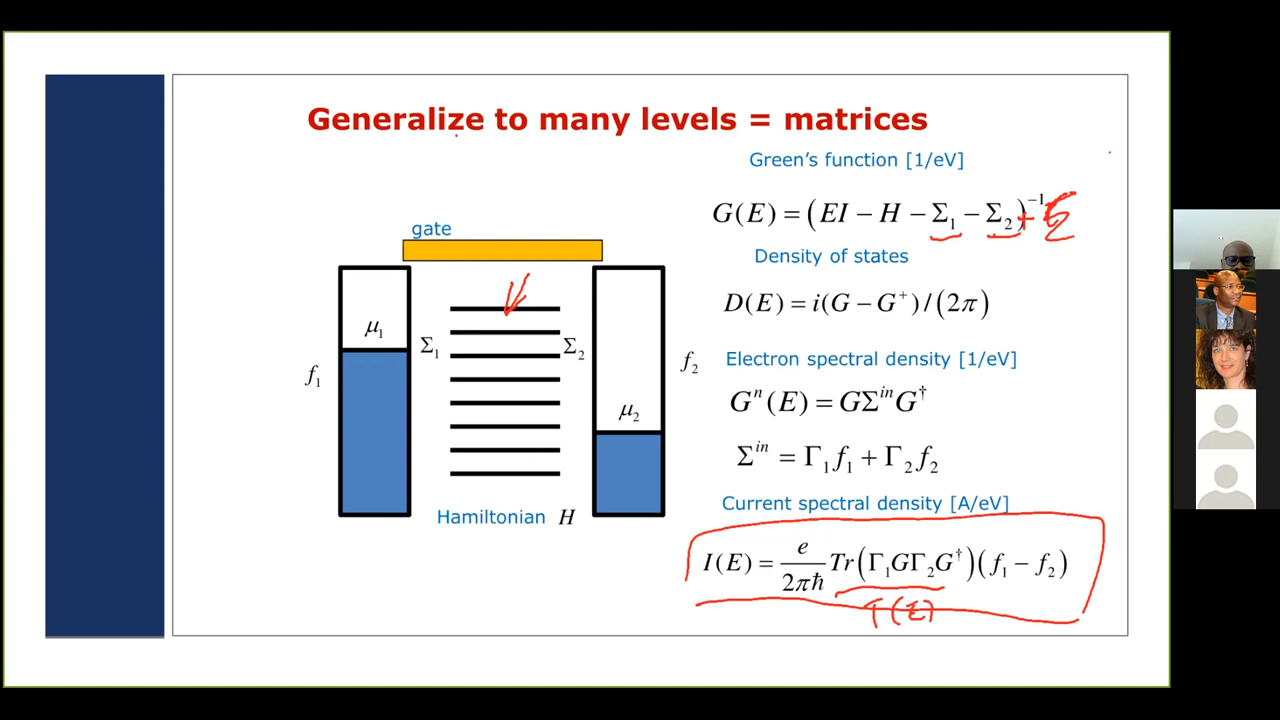 Generalize to many levels = matrices
Green's function [1/eV]
G(E) = (EI − H − Σ₁ − Σ₂)⁻¹
gate
Density of states
D(E) = i(G − G⁺) / (2π)
μ₁
Σ₁
Σ₂
f₁
f₂
μ₂
Electron spectral density [1/eV]
Gⁿ(E) = GΣⁱⁿG†
Σⁱⁿ = Γ₁f₁ + Γ₂f₂
Hamiltonian H
Current spectral density [A/eV]
I(E) = e/2πħ Tr(Γ₁GΓ₂G†)(f₁ − f₂)
T(E)